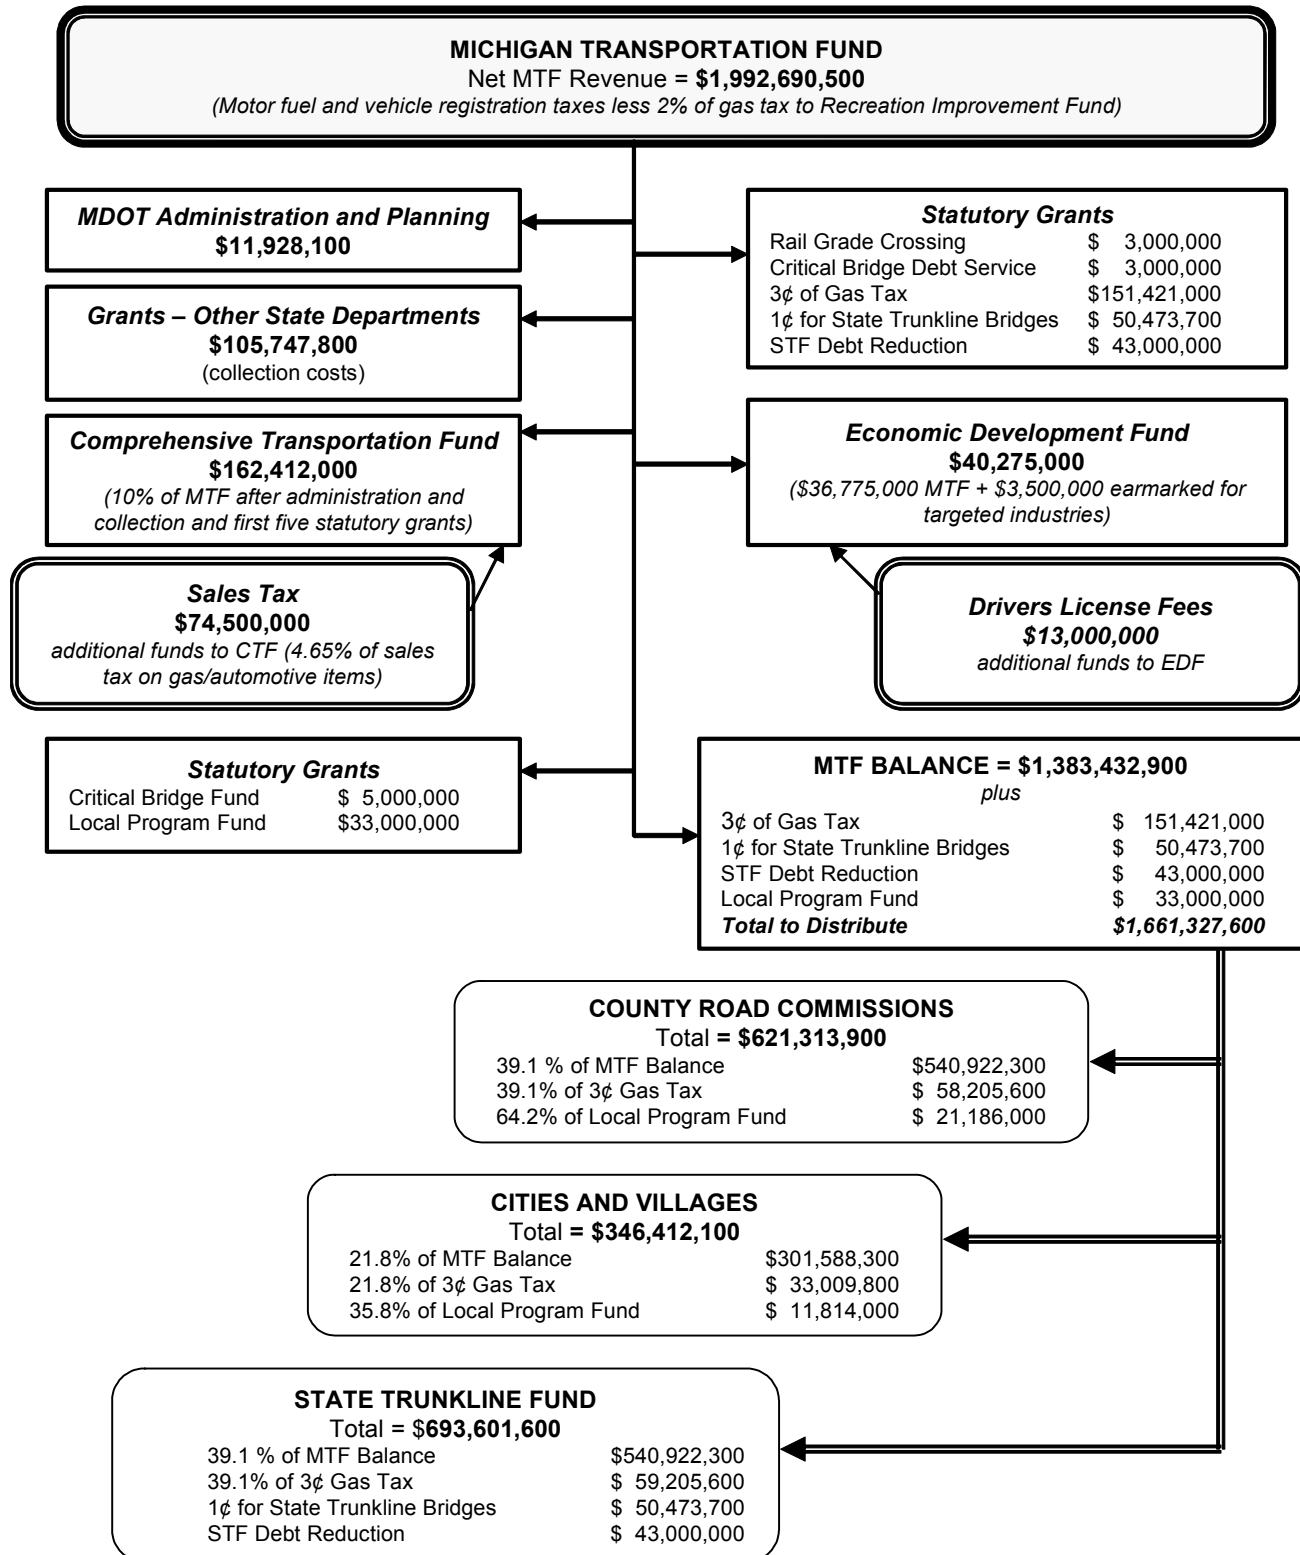 MICHIGAN TRANSPORTATION FUND
Net MTF Revenue = $1,992,690,500
(Motor fuel and vehicle registration taxes less 2% of gas tax to Recreation Improvement Fund)
MDOT Administration and Planning
$11,928,100
Grants – Other State Departments
$105,747,800
(collection costs)
Comprehensive Transportation Fund
$162,412,000
(10% of MTF after administration and
collection and first five statutory grants)
Sales Tax
$74,500,000
additional funds to CTF (4.65% of sales
tax on gas/automotive items)
Statutory Grants
Critical Bridge Fund $ 5,000,000
Local Program Fund $33,000,000
Statutory Grants
Rail Grade Crossing $ 3,000,000
Critical Bridge Debt Service $ 3,000,000
3¢ of Gas Tax $151,421,000
1¢ for State Trunkline Bridges $ 50,473,700
STF Debt Reduction $ 43,000,000
Economic Development Fund
$40,275,000
($36,775,000 MTF + $3,500,000 earmarked for
targeted industries)
Drivers License Fees
$13,000,000
additional funds to EDF
MTF BALANCE = $1,383,432,900
plus
3¢ of Gas Tax $ 151,421,000
1¢ for State Trunkline Bridges $ 50,473,700
STF Debt Reduction $ 43,000,000
Local Program Fund $ 33,000,000
Total to Distribute $1,661,327,600
COUNTY ROAD COMMISSIONS
Total = $621,313,900
39.1 % of MTF Balance $540,922,300
39.1% of 3¢ Gas Tax $ 58,205,600
64.2% of Local Program Fund $ 21,186,000
CITIES AND VILLAGES
Total = $346,412,100
21.8% of MTF Balance $301,588,300
21.8% of 3¢ Gas Tax $ 33,009,800
35.8% of Local Program Fund $ 11,814,000
STATE TRUNKLINE FUND
Total = $693,601,600
39.1 % of MTF Balance $540,922,300
39.1% of 3¢ Gas Tax $ 59,205,600
1¢ for State Trunkline Bridges $ 50,473,700
STF Debt Reduction $ 43,000,000